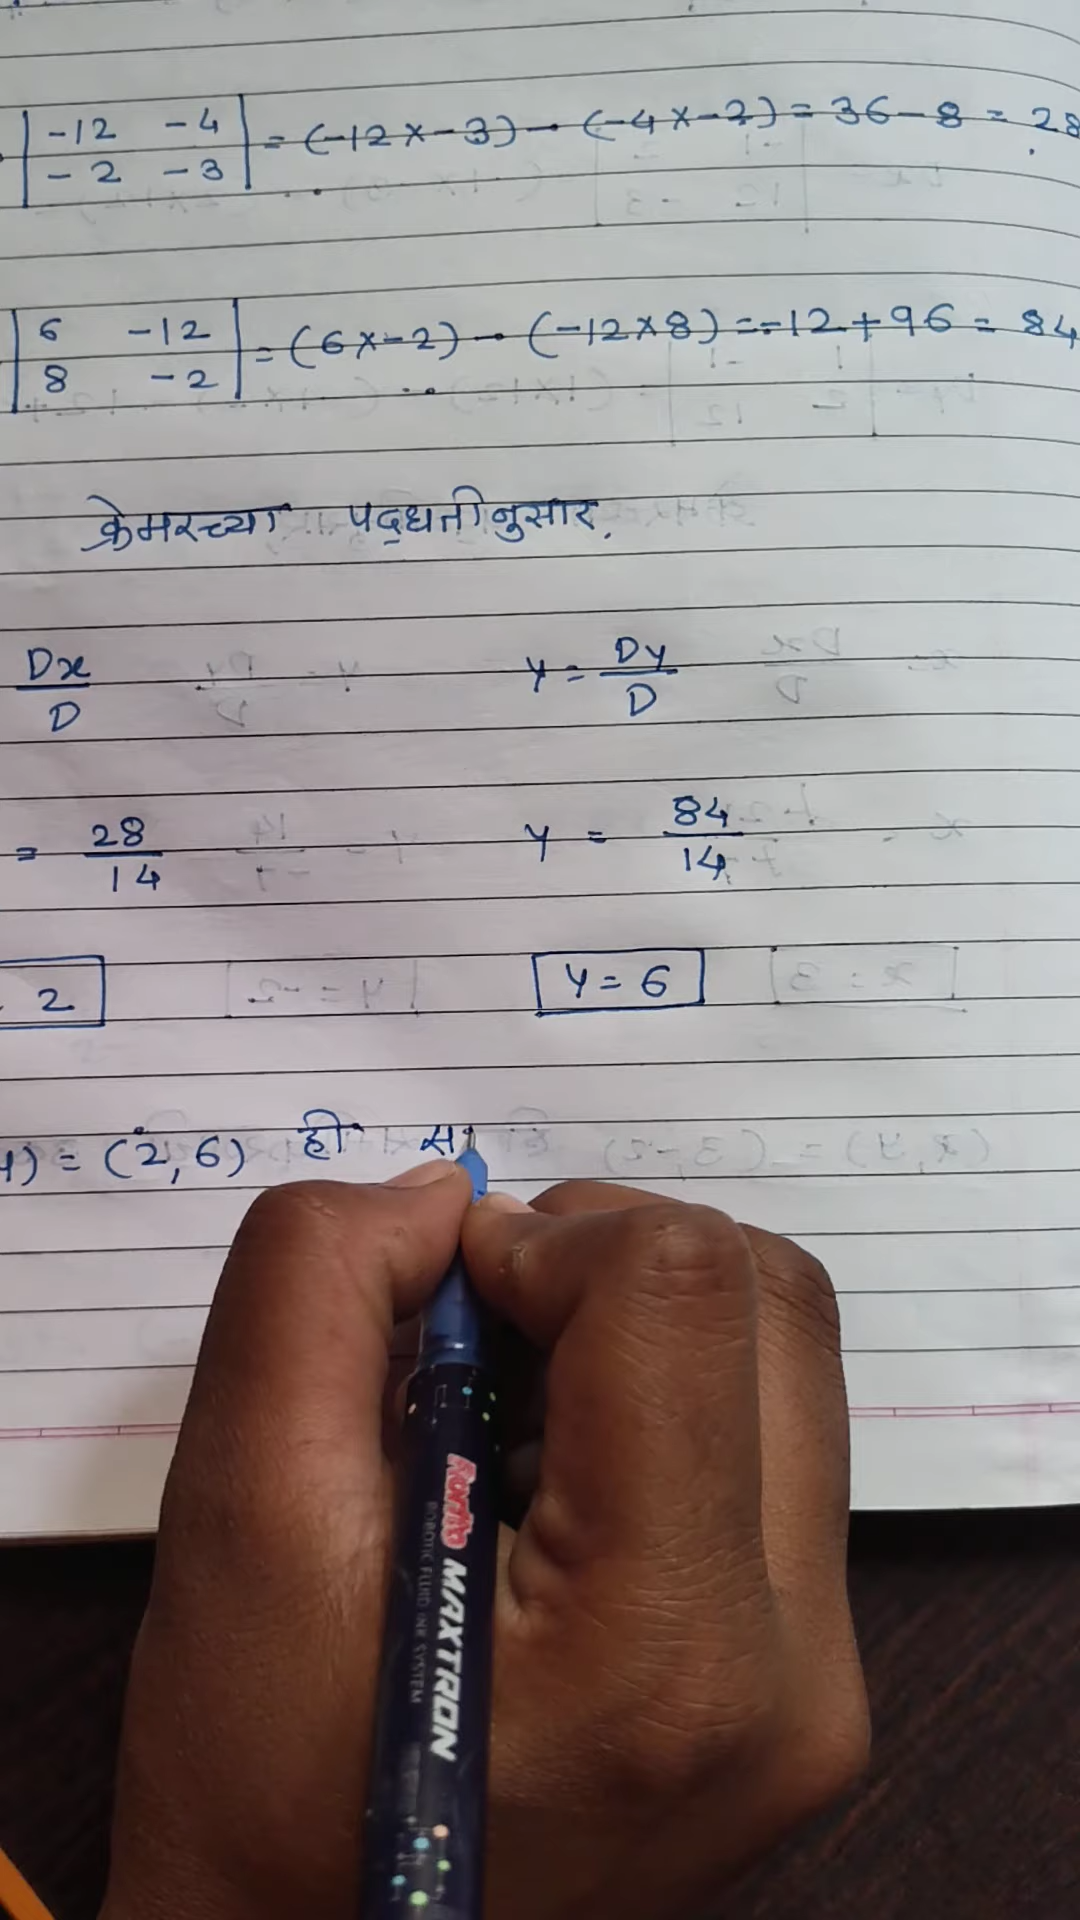 | -12 -4 | = (-12×-3) - (-4×-2) = 36-8 = 28
| -2 -3 |
| 6 -12 | = (6×-2) - (-12×8) = -12+96 = 84
| 8 -2 |
क्रेमरच्या पद्धतीनुसार.
Dx/D y = Dy/D
= 28/14 y = 84/14
2 y = 6
y) = (2,6) ही
Rorito MAXTRON
ROBOTIC FLUID INK SYSTEM